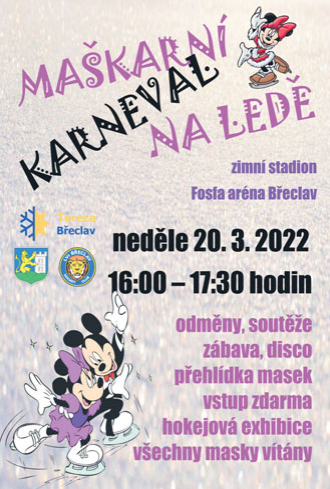 MAŠKARNÍ
KARNEVAL
NA LEDĚ
zimní stadion
Fosfa aréna Břeclav
Tereza
Břeclav
neděle 20. 3. 2022
16:00 – 17:30 hodin
odměny, soutěže
zábava, disco
přehlídka masek
vstup zdarma
hokejová exhibice
všechny masky vítány